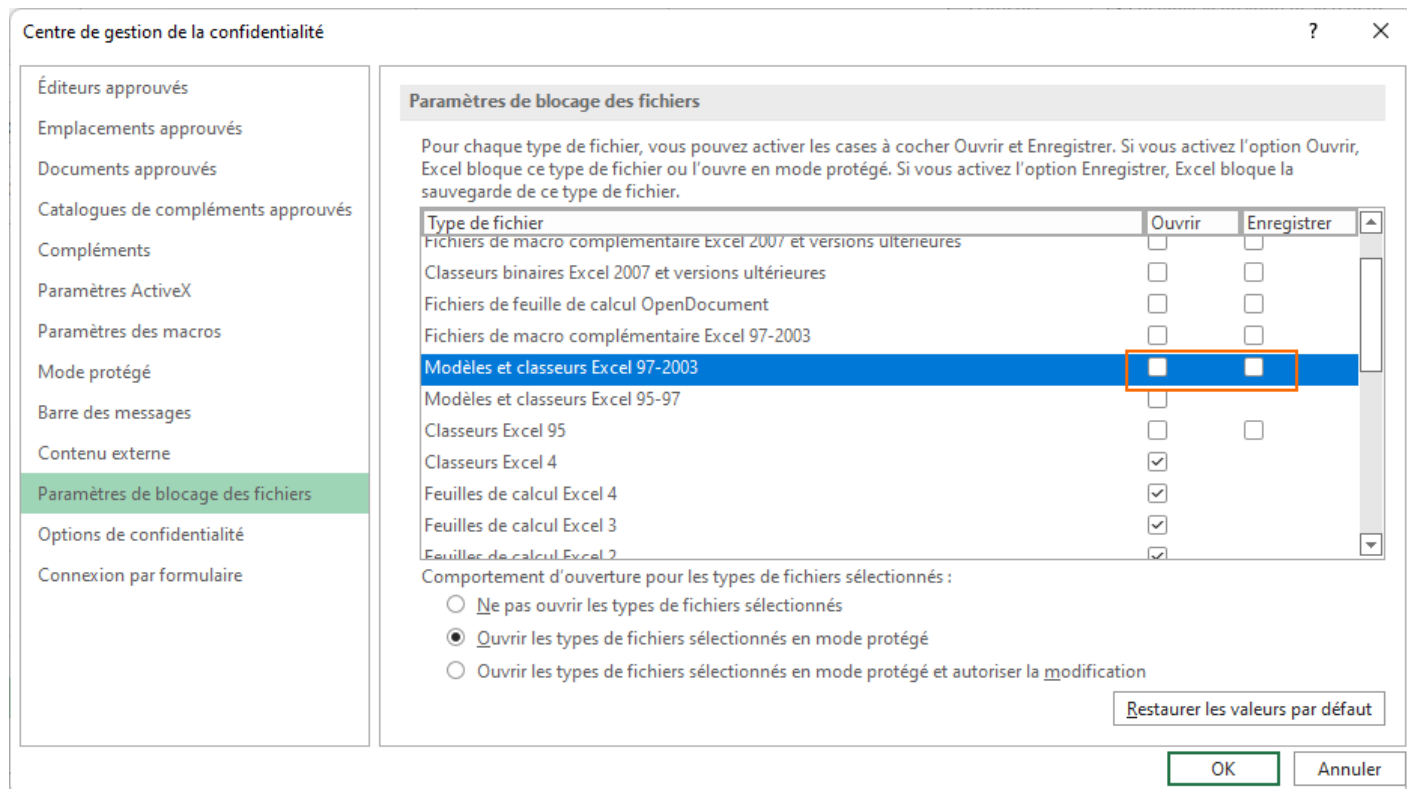 Centre de gestion de la confidentialité
?
Éditeurs approuvés
Emplacements approuvés
Documents approuvés
Catalogues de compléments approuvés
Compléments
Paramètres ActiveX
Paramètres des macros
Mode protégé
Barre des messages
Contenu externe
Paramètres de blocage des fichiers
Options de confidentialité
Connexion par formulaire
Paramètres de blocage des fichiers
Pour chaque type de fichier, vous pouvez activer les cases à cocher Ouvrir et Enregistrer. Si vous activez l'option Ouvrir,
Excel bloque ce type de fichier ou l'ouvre en mode protégé. Si vous activez l'option Enregistrer, Excel bloque la
sauvegarde de ce type de fichier.
Type de fichier Ouvrir Enregistrer
Fichiers de macro complémentaire Excel 2007 et versions ultérieures
Classeurs binaires Excel 2007 et versions ultérieures
Fichiers de feuille de calcul OpenDocument
Fichiers de macro complémentaire Excel 97-2003
Modèles et classeurs Excel 97-2003
Modèles et classeurs Excel 95-97
Classeurs Excel 95
Classeurs Excel 4
Feuilles de calcul Excel 4
Feuilles de calcul Excel 3
Feuilles de calcul Excel 2
Comportement d'ouverture pour les types de fichiers sélectionnés :
Ne pas ouvrir les types de fichiers sélectionnés
Ouvrir les types de fichiers sélectionnés en mode protégé
Ouvrir les types de fichiers sélectionnés en mode protégé et autoriser la modification
Restaurer les valeurs par défaut
OK Annuler